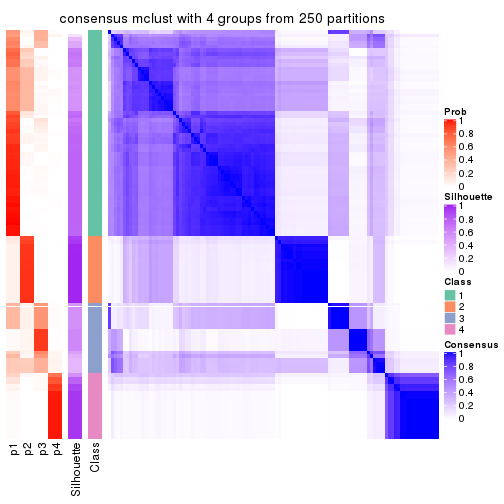 consensus mclust with 4 groups from 250 partitions
Prob
1
0.8
0.6
0.4
0.2
0
Silhouette
1
0.8
0.6
0.4
0.2
0
Class
1
2
3
4
Consensus
1
0.8
0.6
0.4
0.2
0
p1
p2
p3
p4
Silhouette
Class